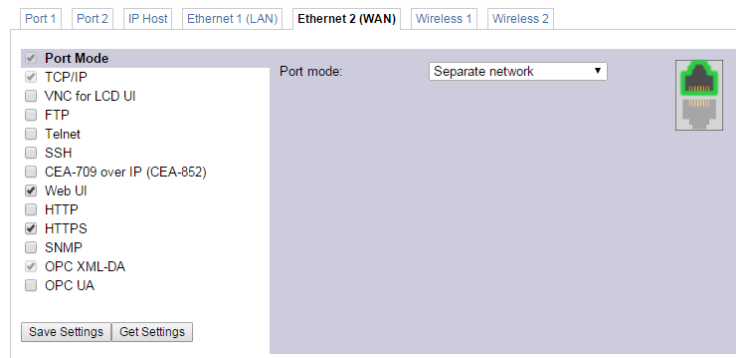 Port 1 Port 2 IP Host Ethernet 1 (LAN) Ethernet 2 (WAN) Wireless 1 Wireless 2
Port Mode
Port mode: Separate network
TCP/IP
VNC for LCD UI
FTP
Telnet
SSH
CEA-709 over IP (CEA-852)
Web UI
HTTP
HTTPS
SNMP
OPC XML-DA
OPC UA
Save Settings Get Settings